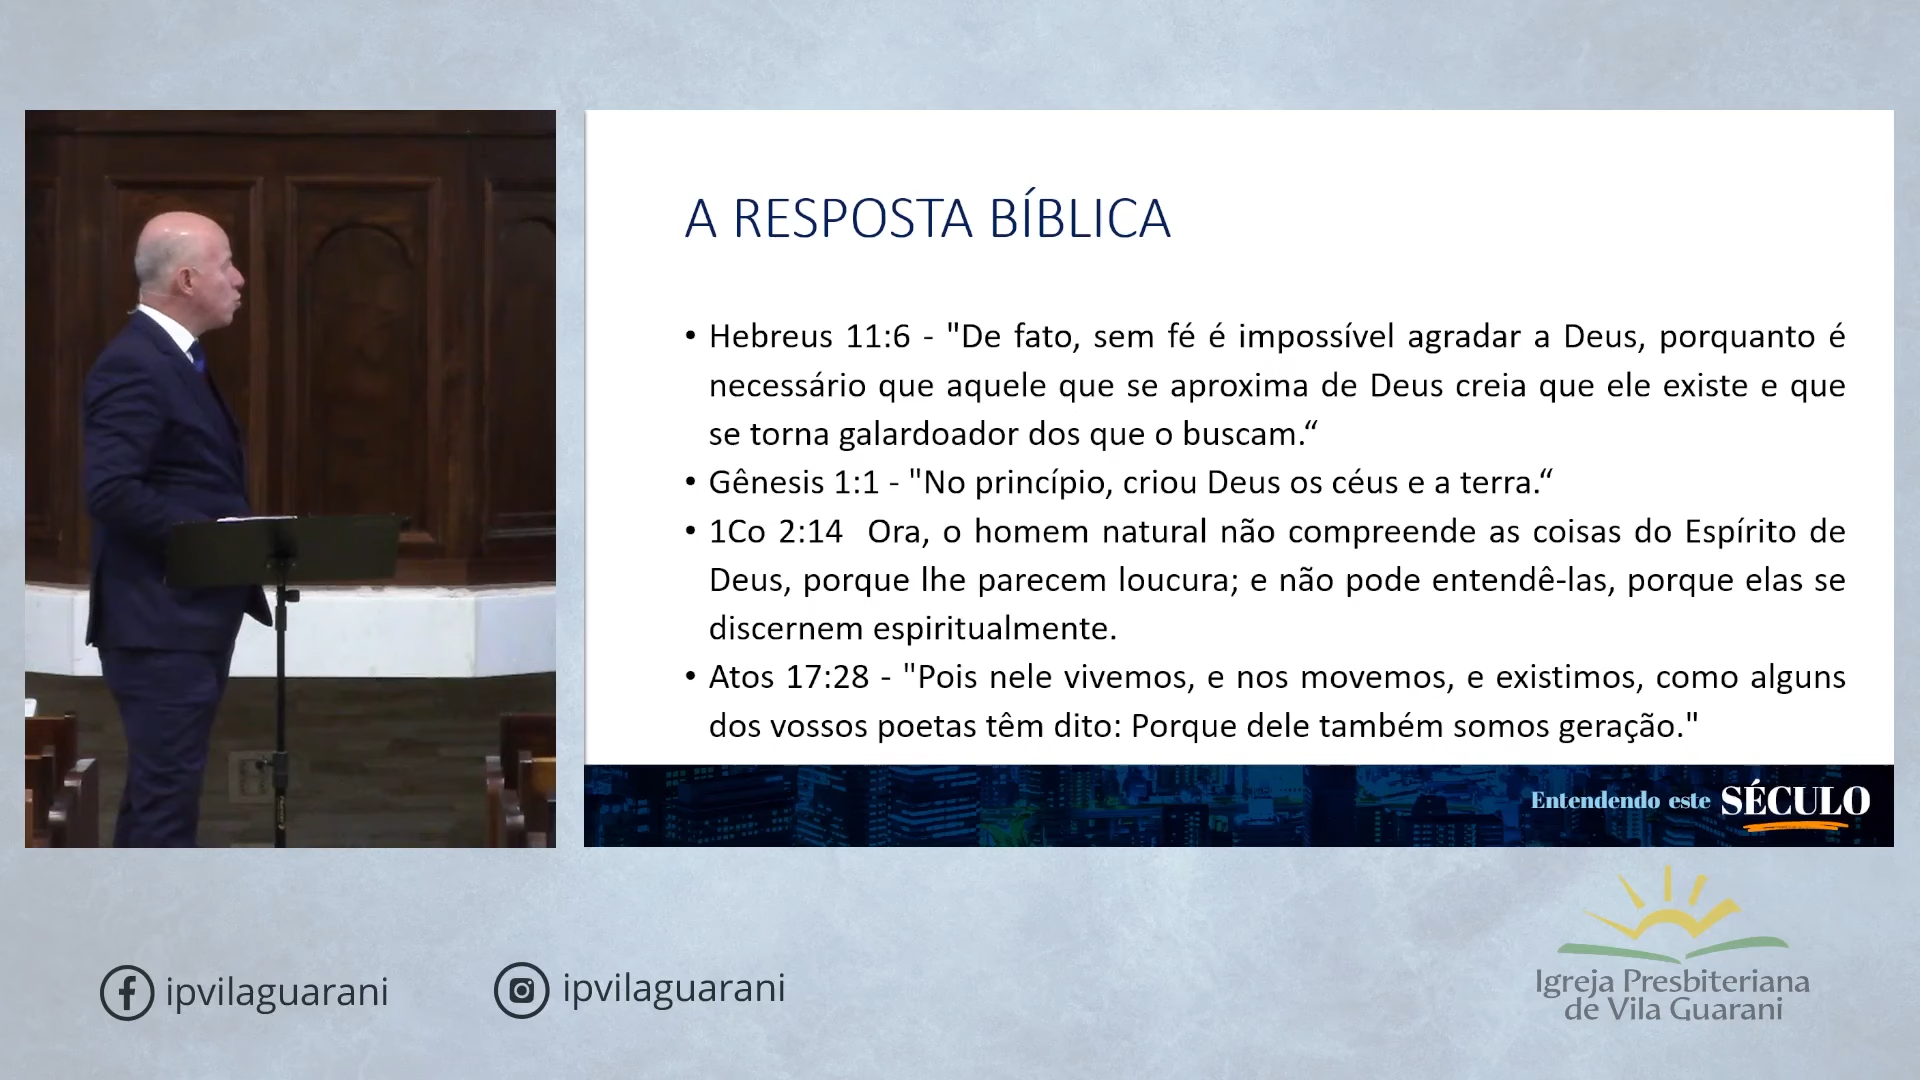 A RESPOSTA BÍBLICA
• Hebreus 11:6 - "De fato, sem fé é impossível agradar a Deus, porquanto é
necessário que aquele que se aproxima de Deus creia que ele existe e que
se torna galardoador dos que o buscam.“
• Gênesis 1:1 - "No princípio, criou Deus os céus e a terra.“
• 1Co 2:14  Ora, o homem natural não compreende as coisas do Espírito de
Deus, porque lhe parecem loucura; e não pode entendê-las, porque elas se
discernem espiritualmente.
• Atos 17:28 - "Pois nele vivemos, e nos movemos, e existimos, como alguns
dos vossos poetas têm dito: Porque dele também somos geração."
Entendendo este SÉCULO
ipvilaguarani
ipvilaguarani
Igreja Presbiteriana
de Vila Guarani